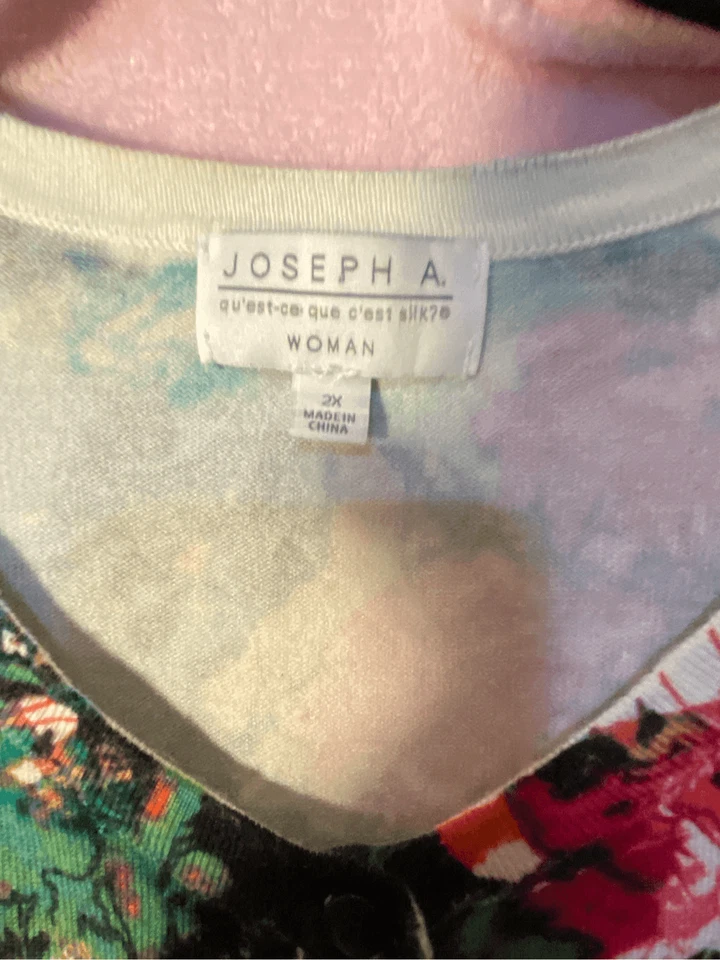 JOSEPH A.
qu'est-ce que c'est silk?®
WOMAN
2X
MADE IN
CHINA